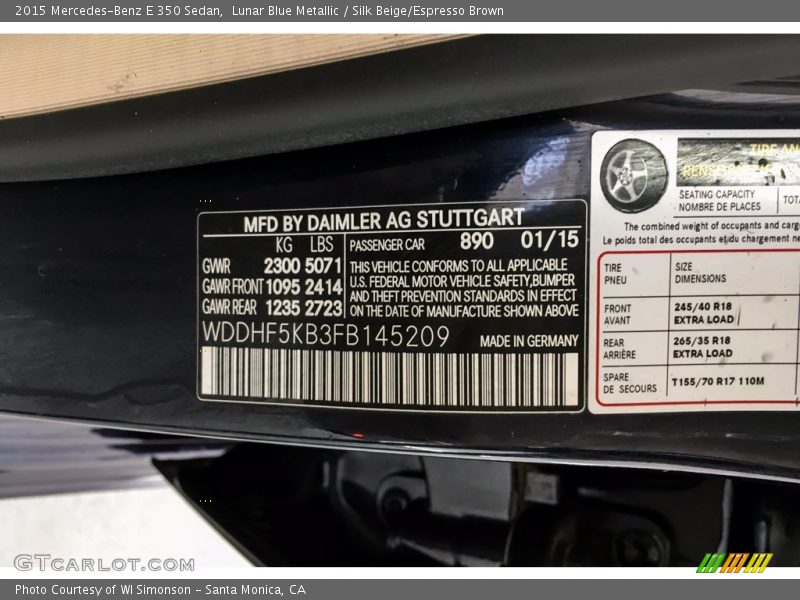 2015 Mercedes-Benz E 350 Sedan,  Lunar Blue Metallic / Silk Beige/Espresso Brown
MFD BY DAIMLER AG STUTTGART
KG LBS
GVWR 2300 5071
GAWR FRONT 1095 2414
GAWR REAR 1235 2723
PASSENGER CAR 890 01/15
THIS VEHICLE CONFORMS TO ALL APPLICABLE
U.S. FEDERAL MOTOR VEHICLE SAFETY,BUMPER
AND THEFT PREVENTION STANDARDS IN EFFECT
ON THE DATE OF MANUFACTURE SHOWN ABOVE
WDDHF5KB3FB145209
MADE IN GERMANY
TIRE
SEATING CAPACITY
NOMBRE DE PLACES
The combined weight of occupants and
Le poids total des occupants et/du chargement
TIRE
PNEU
SIZE
DIMENSIONS
FRONT
AVANT
245/40 R18
EXTRA LOAD
REAR
ARRIÈRE
265/35 R18
EXTRA LOAD
SPARE
DE SECOURS
T155/70 R17 110M
GTCARLOT.COM
Photo Courtesy of WI Simonson - Santa Monica, CA